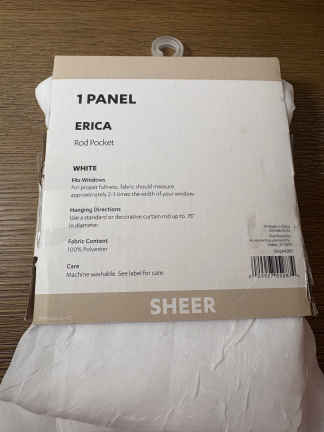 1 PANEL
ERICA
Rod Pocket
WHITE
Fits Windows
For proper fullness, fabric should measure
approximately 2-3 times the width of your window.
Hanging Directions
Use a standard or decorative curtain rod up to .75"
in diameter.
Fabric Content
100% Polyester
Care
Machine washable. See label for care.
SHEER